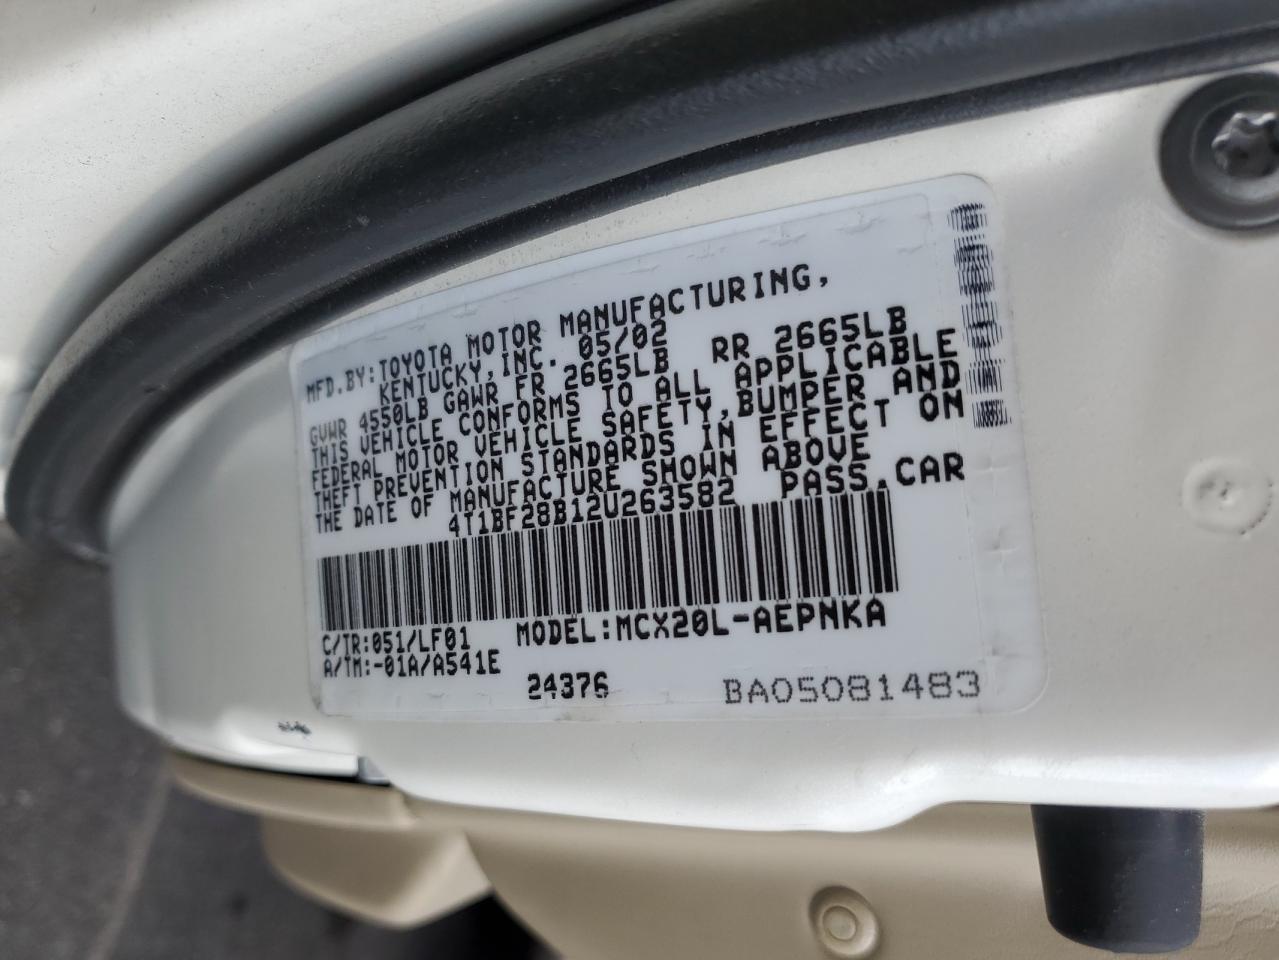 MFD.BY:TOYOTA MOTOR MANUFACTURING,
KENTUCKY,INC. 05/02
GVWR 4550LB GAWR FR 2665LB RR 2665LB
THIS VEHICLE CONFORMS TO ALL APPLICABLE
FEDERAL MOTOR VEHICLE SAFETY,BUMPER AND
THEFT PREVENTION STANDARDS IN EFFECT ON
THE DATE OF MANUFACTURE SHOWN ABOVE
4T1BF28B12U263582 PASS.CAR
C/TR:051/LF01 MODEL:MCX20L-AEPNKA
A/TM:-01A/A541E
24376 BA05081483